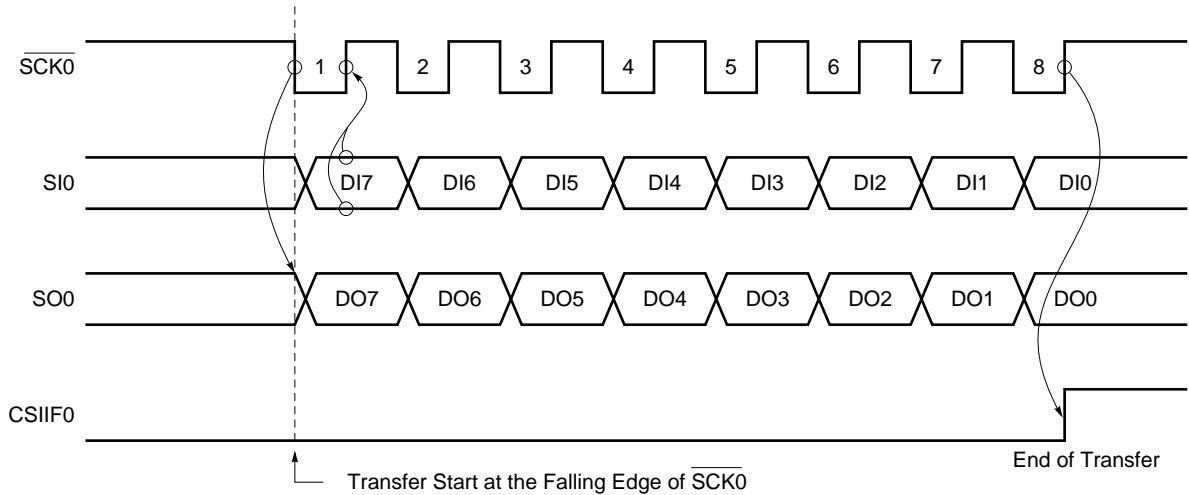 SCK0
1 2 3 4 5 6 7 8
SI0
DI7 DI6 DI5 DI4 DI3 DI2 DI1 DI0
SO0
DO7 DO6 DO5 DO4 DO3 DO2 DO1 DO0
CSIIF0
End of Transfer
Transfer Start at the Falling Edge of SCK0